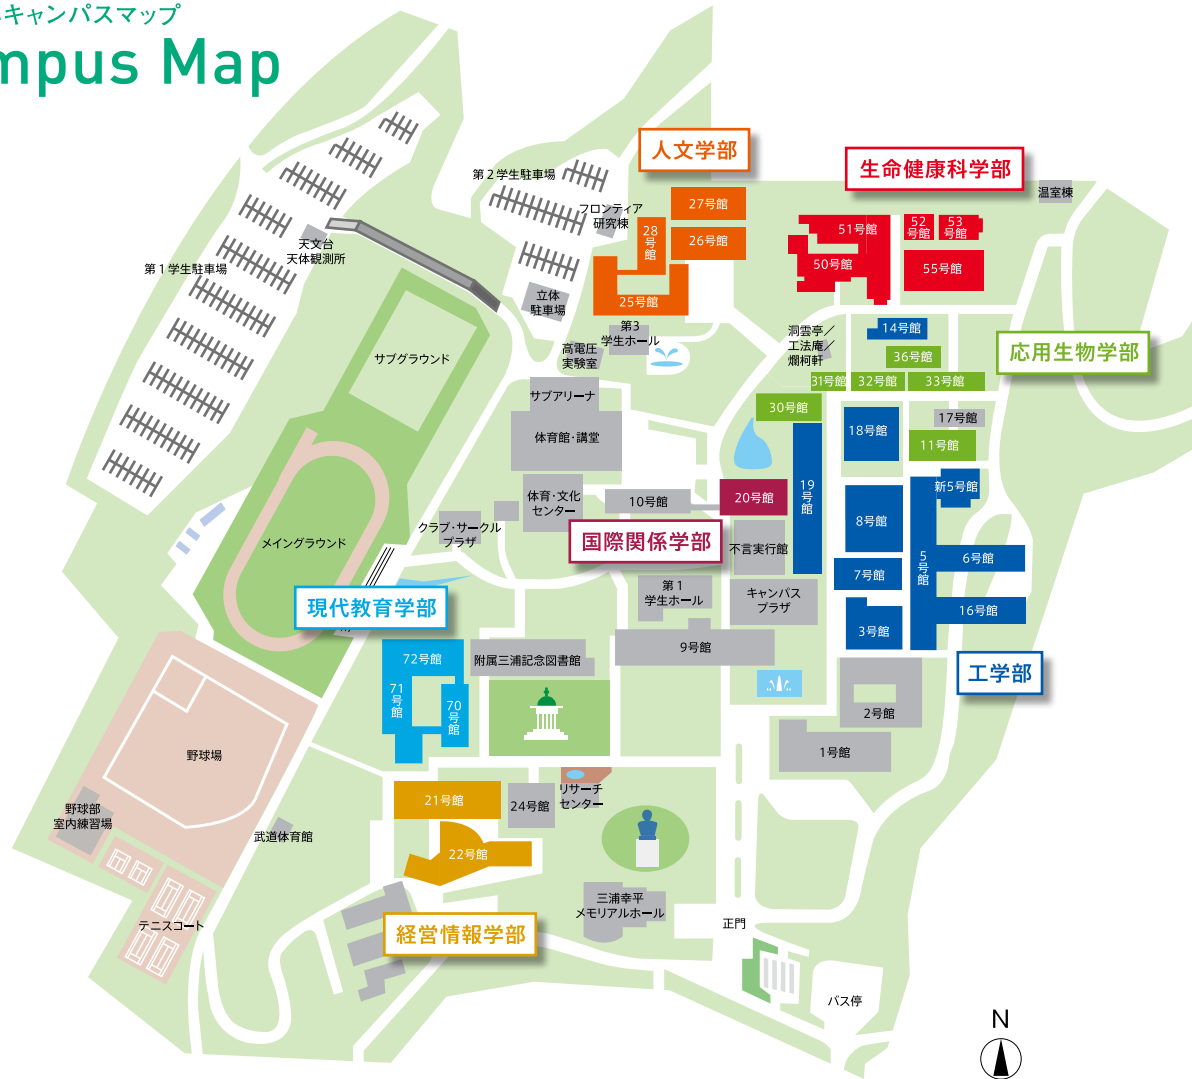 キャンパスマップ
mpus Map
人文学部
生命健康科学部
第２学生駐車場
温室棟
フロンティア
研究棟
27号館
28号館
26号館
25号館
51号館
52号館
53号館
50号館
55号館
天文台
天体観測所
第１学生駐車場
立体
駐車場
第3
学生ホール
高電圧
実験室
洞雲亭／
工法庵／
爛柯軒
14号館
36号館
応用生物学部
サブグラウンド
サブアリーナ
31号館
32号館
33号館
30号館
17号館
18号館
11号館
体育館・講堂
体育・文化
センター
10号館
20号館
19号館
新5号館
クラブ・サークル
プラザ
国際関係学部
不言実行館
8号館
5号館
6号館
メイングラウンド
7号館
第１
学生ホール
キャンパス
プラザ
16号館
現代教育学部
3号館
9号館
72号館
附属三浦記念図書館
工学部
71号館
70号館
2号館
1号館
野球場
21号館
24号館
リサーチ
センター
野球部
室内練習場
武道体育館
22号館
三浦幸平
メモリアルホール
テニスコート
経営情報学部
正門
バス停
N